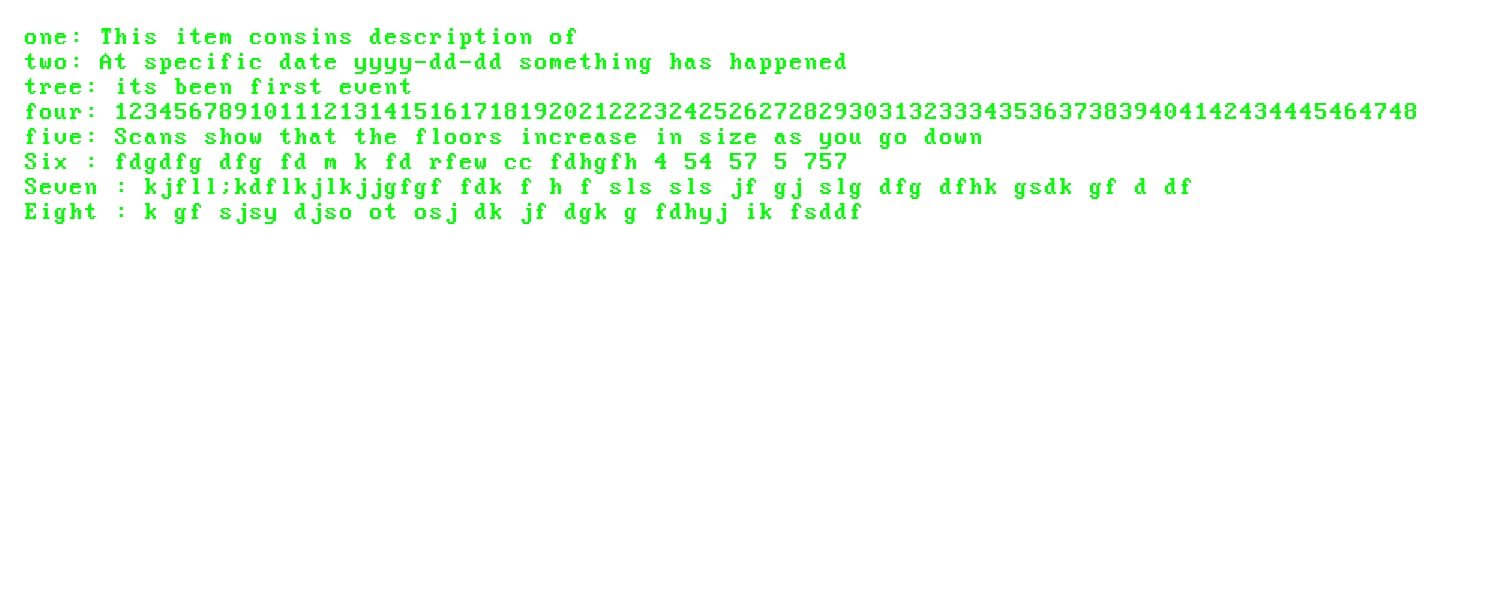 one: This item consins description of
two: At specific date yyyy-dd-dd something has happened
tree: its been first event
four: 123456789101112131415161718192021222324252627282930313233343536373839404142434445464748
five: Scans show that the floors increase in size as you go down
Six : fdgdfg dfg fd m k fd rfew cc fdhgfh 4 54 57 5 757
Seven : kjfll;kdflkjlkjjgfgf fdk f h f sls sls jf gj slg dfg dfhk gsdk gf d df
Eight : k gf sjsy djso ot osj dk jf dgk g fdhyj ik fsddf